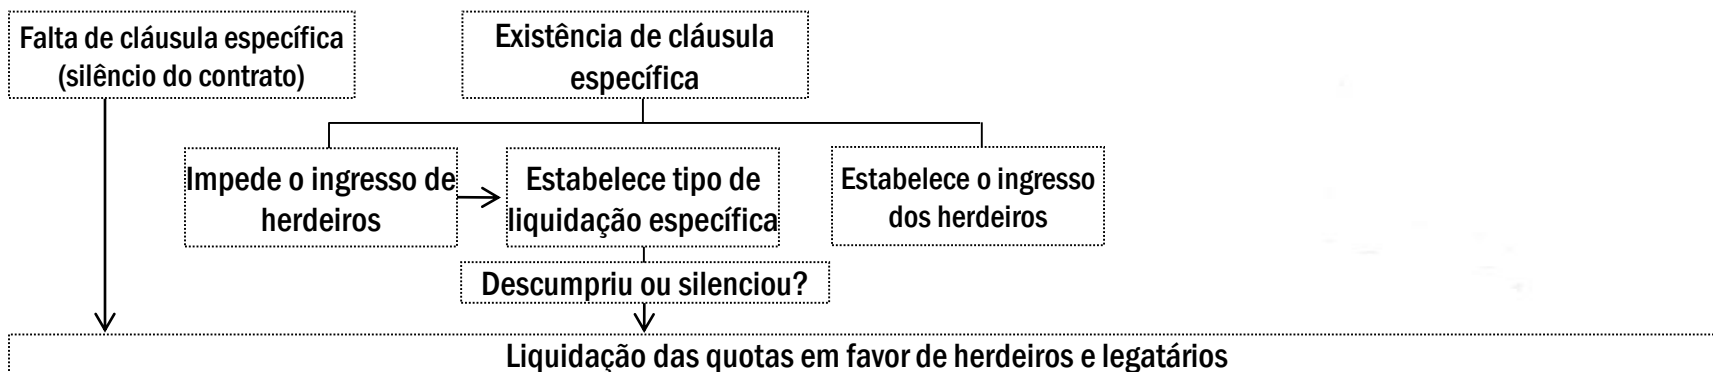 Falta de cláusula específica
(silêncio do contrato)
Existência de cláusula
específica
Impede o ingresso de
herdeiros
Estabelece tipo de
liquidação específica
Estabelece o ingresso
dos herdeiros
Descumpriu ou silenciou?
Liquidação das quotas em favor de herdeiros e legatários